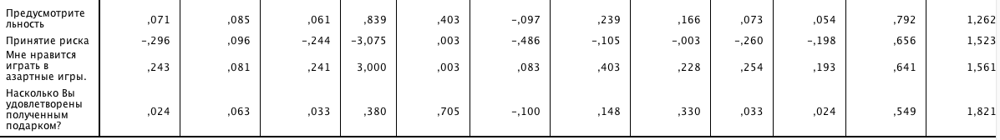 Предусмотрите
льность ,071 ,085 ,061 ,839 ,403 -,097 ,239 ,166 ,073 ,054 ,792 1,262
Принятие риска -,296 ,096 -,244 -3,075 ,003 -,486 -,105 -,003 -,260 -,198 ,656 1,523
Мне нравится
играть в ,243 ,081 ,241 3,000 ,003 ,083 ,403 ,228 ,254 ,193 ,641 1,561
азартные игры.
Насколько Вы
удовлетворены ,024 ,063 ,033 ,380 ,705 -,100 ,148 ,330 ,033 ,024 ,549 1,821
полученным
подарком?